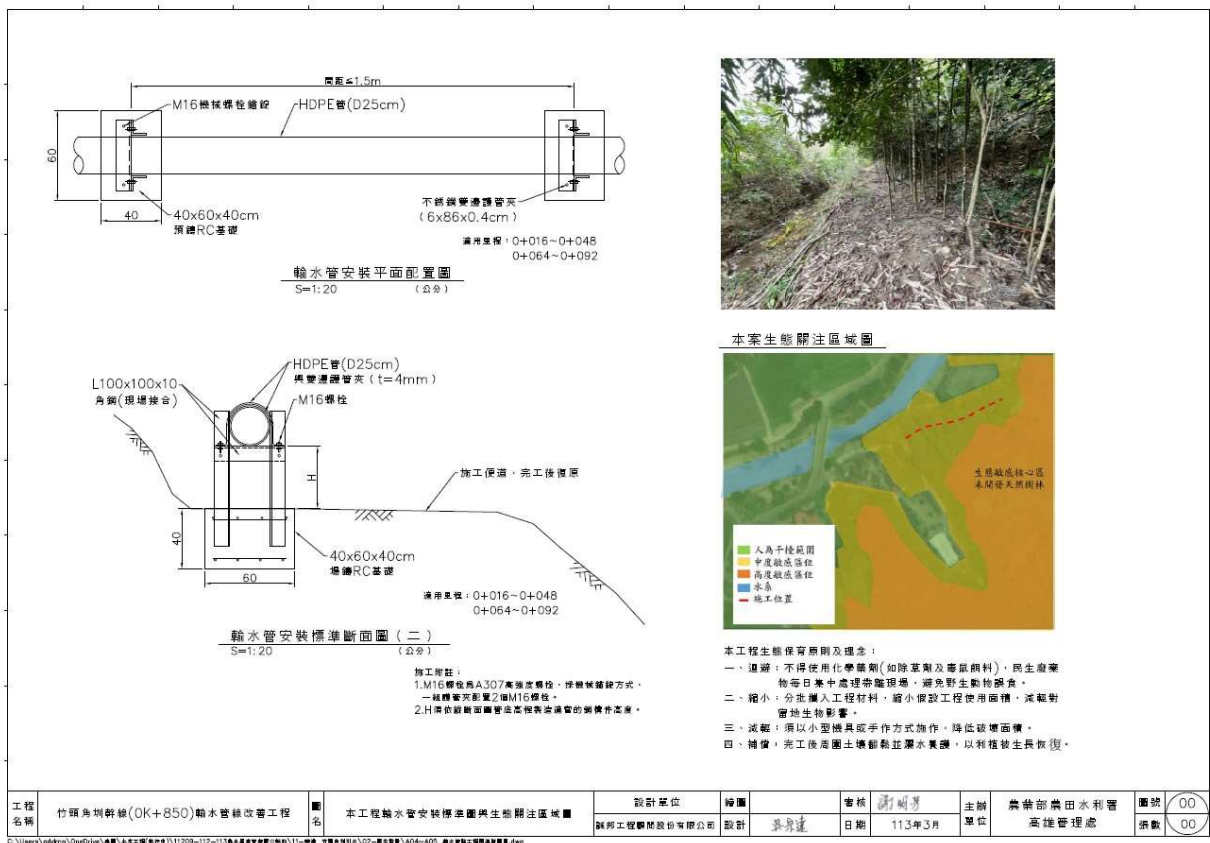 間距≤1.5m
M16機械螺栓錨錠
HDPE管(D25cm)
60
40
40x60x40cm
預鑄RC基礎
不銹鋼雙邊護管夾
(6x86x0.4cm)
適用里程：0+016~0+048
0+064~0+092
輸水管安裝平面配置圖
S=1:20 （公分）
HDPE管(D25cm)
與雙邊護管夾（t=4mm）
L100x100x10
角鋼(現場接合)
M16螺栓
H
施工便道，完工後復原
40
60
40x60x40cm
場鑄RC基礎
適用里程：0+016~0+048
0+064~0+092
輸水管安裝標準斷面圖（二）
S=1:20 （公分）
施工附註：
1.M16螺栓為A307高強度螺栓，採機械錨錠方式，
一組護管夾配置2個M16螺栓。
2.H須依縱斷面圖管底高程製造適當的鋼構件高度。
本案生態關注區域圖
生態敏感核心區
未開發天然樹林
人為干擾範圍
中度敏感區位
高度敏感區位
水系
施工位置
本工程生態保育原則及理念：
一、迴避：不得使用化學藥劑(如除草劑及毒鼠餌料)，民生廢棄
物每日集中處理帶離現場，避免野生動物誤食。
二、縮小：分批攜入工程材料，縮小假設工程使用面積，減輕對
當地生物影響。
三、減輕：須以小型機具或手作方式施作，降低破壞面積。
四、補償：完工後周圍土壤翻鬆並灑水養護，以利植被生長恢復。
工程名稱 竹頭角圳幹線(0K+850)輸水管線改善工程
圖名 本工程輸水管安裝標準圖與生態關注區域圖
設計單位
誠邦工程顧問股份有限公司
繪圖
設計
審核
日期 113年3月
主辦單位 農業部農田水利署
高雄管理處
圖號 00
張數 00